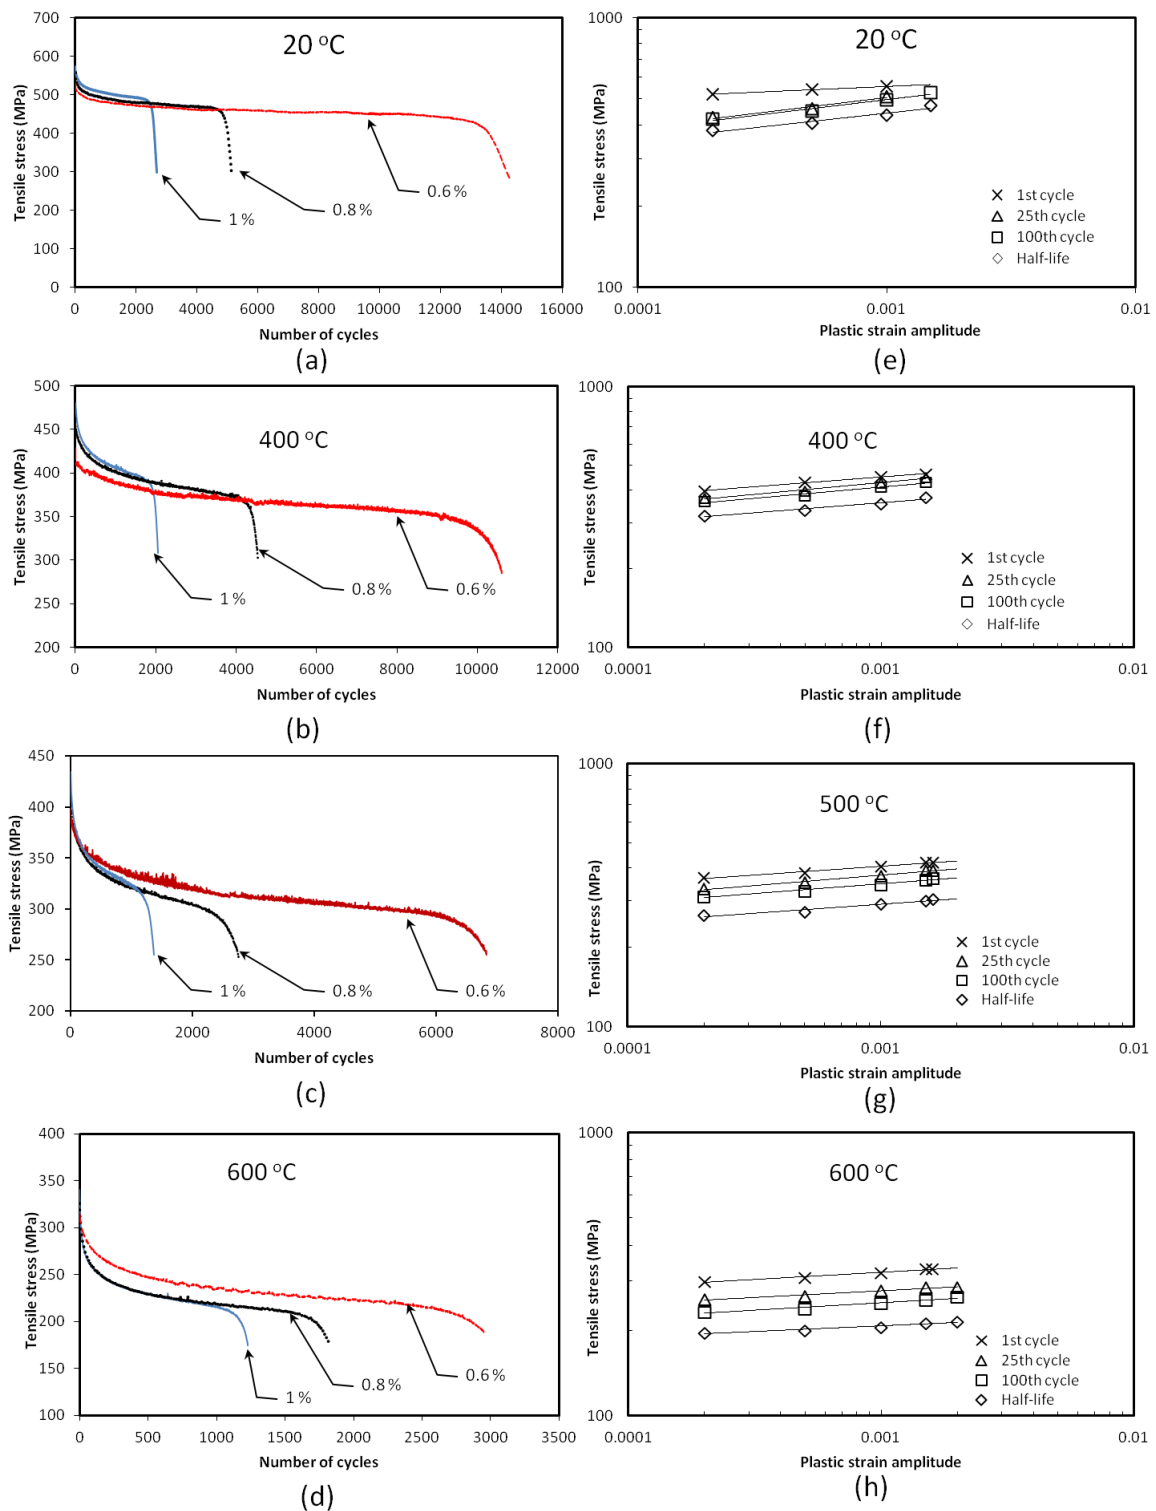 700
600
500
400
300
200
100
0
Tensile stress (MPa)
20 °C
1 %
0.8 %
0.6 %
0
2000
4000
6000
8000
10000
12000
14000
16000
Number of cycles
(a)
1000
100
Tensile stress (MPa)
20 °C
1st cycle
25th cycle
100th cycle
Half-life
0.0001
0.001
0.01
Plastic strain amplitude
(e)
500
450
400
350
300
250
200
Tensile stress (MPa)
400 °C
1 %
0.8 %
0.6 %
0
2000
4000
6000
8000
10000
12000
Number of cycles
(b)
1000
100
Tensile stress (MPa)
400 °C
1st cycle
25th cycle
100th cycle
Half-life
0.0001
0.001
0.01
Plastic strain amplitude
(f)
450
400
350
300
250
200
Tensile stress (MPa)
1 %
0.8 %
0.6 %
0
2000
4000
6000
8000
Number of cycles
(c)
1000
100
Tensile stress (MPa)
500 °C
1st cycle
25th cycle
100th cycle
Half-life
0.0001
0.001
0.01
Plastic strain amplitude
(g)
400
350
300
250
200
150
100
Tensile stress (MPa)
600 °C
1 %
0.8 %
0.6 %
0
500
1000
1500
2000
2500
3000
3500
Number of cycles
(d)
1000
100
Tensile stress (MPa)
600 °C
1st cycle
25th cycle
100th cycle
Half-life
0.0001
0.001
0.01
Plastic strain amplitude
(h)